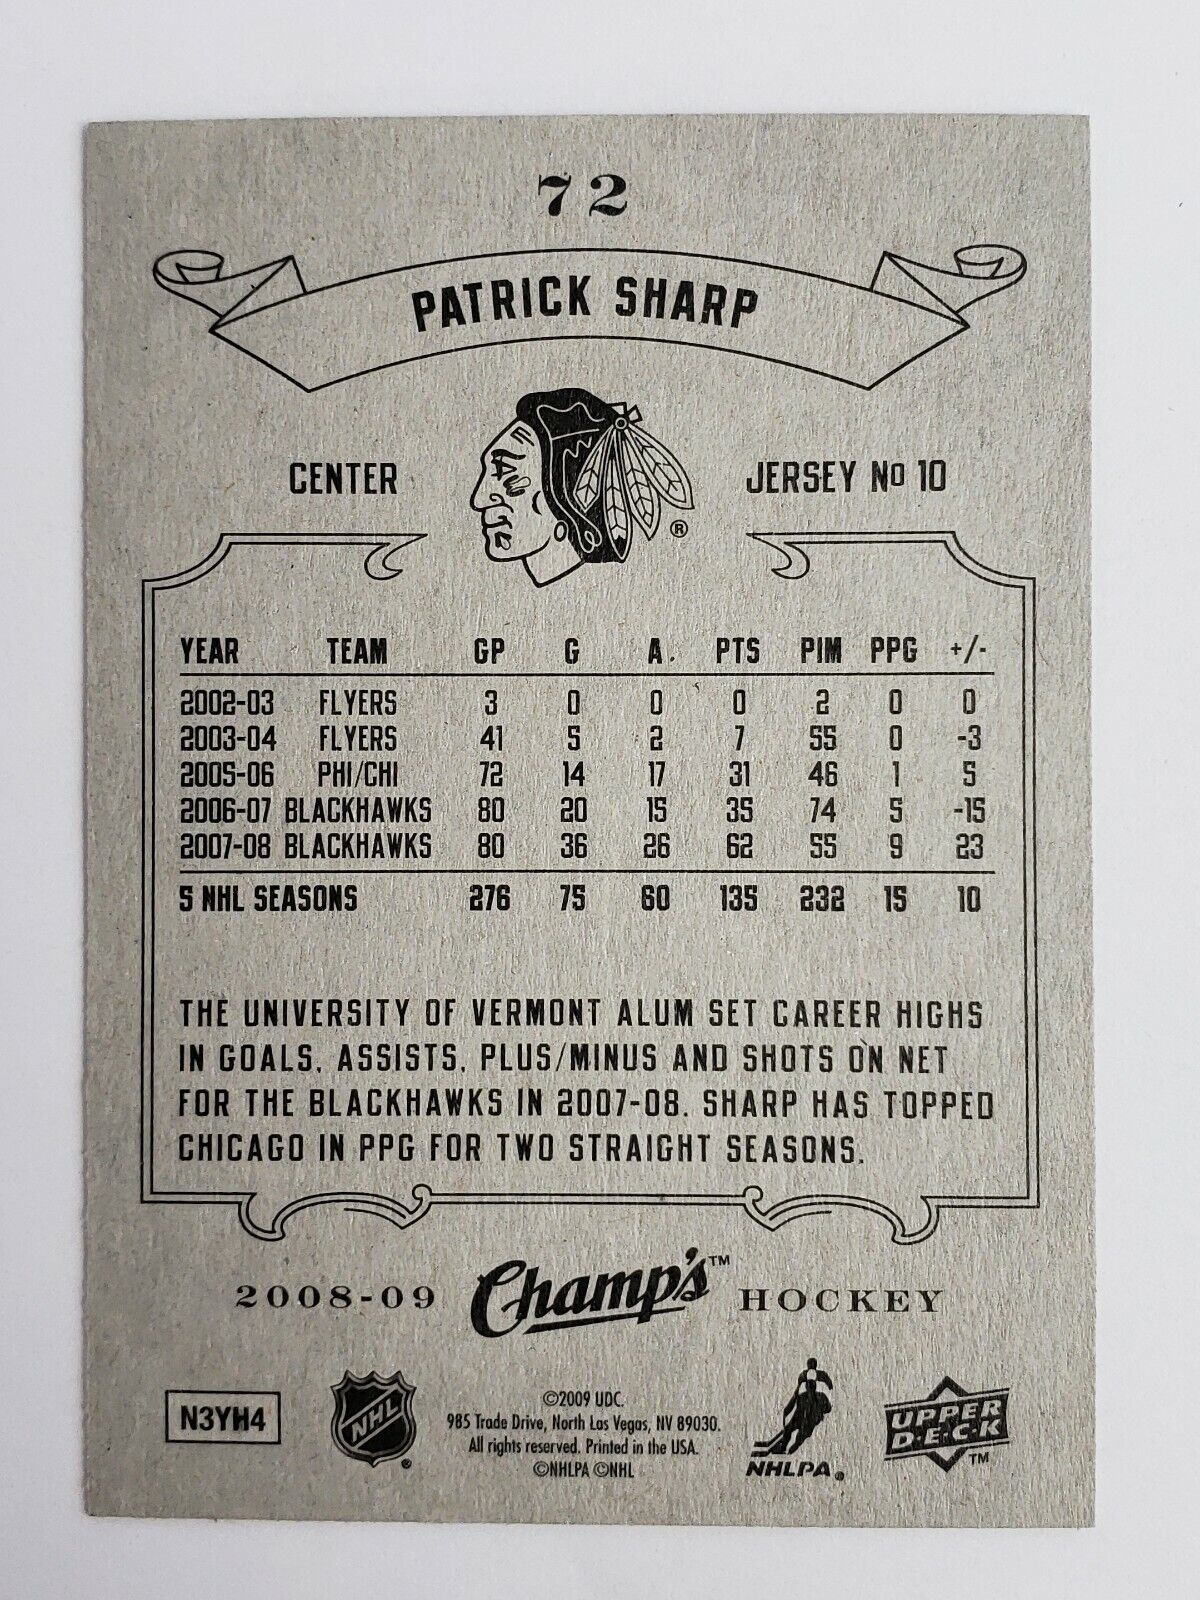 72
PATRICK SHARP
CENTER JERSEY No 10
®
YEAR TEAM GP G A. PTS PIM PPG +/-
2002-03 FLYERS 3 0 0 0 2 0 0
2003-04 FLYERS 41 5 2 7 55 0 -3
2005-06 PHI/CHI 72 14 17 31 46 1 5
2006-07 BLACKHAWKS 80 20 15 35 74 5 -15
2007-08 BLACKHAWKS 80 36 26 62 55 9 23
5 NHL SEASONS 276 75 60 135 232 15 10
THE UNIVERSITY OF VERMONT ALUM SET CAREER HIGHS
IN GOALS, ASSISTS, PLUS/MINUS AND SHOTS ON NET
FOR THE BLACKHAWKS IN 2007-08. SHARP HAS TOPPED
CHICAGO IN PPG FOR TWO STRAIGHT SEASONS.
2008-09 Champ's™ HOCKEY
N3YH4
NHL®
©2009 UDC.
985 Trade Drive, North Las Vegas, NV 89030.
All rights reserved. Printed in the USA.
©NHLPA ©NHL
NHLPA®
UPPER
D·E·C·K™